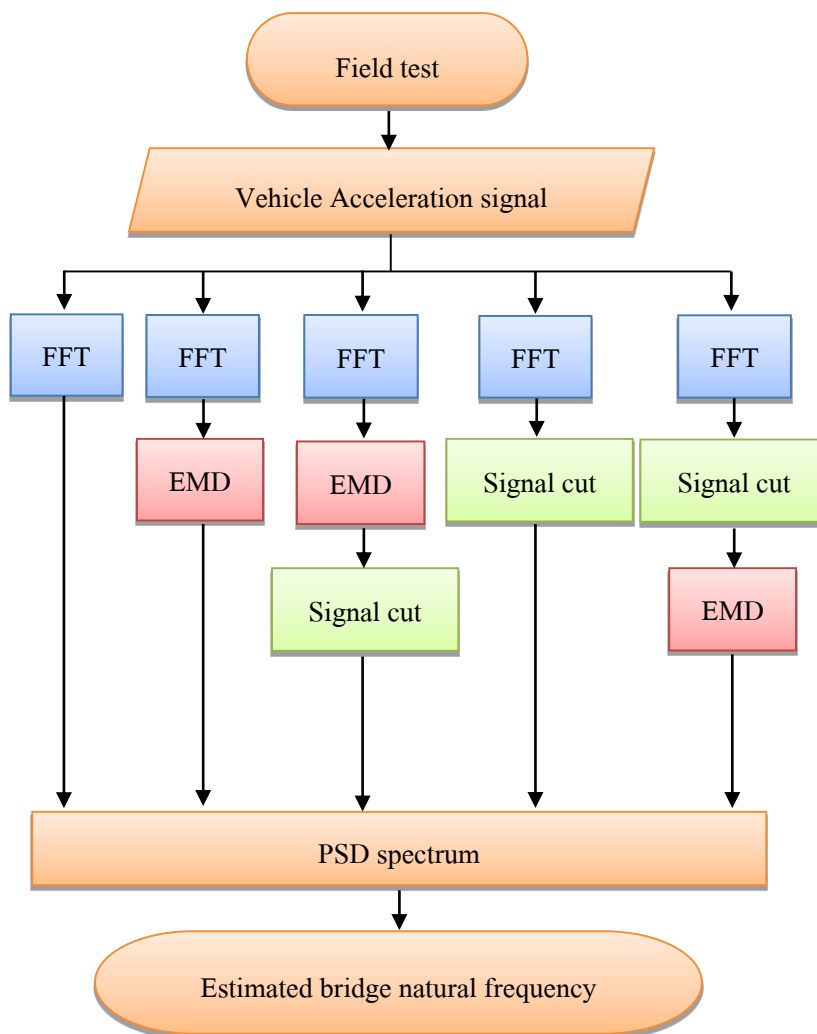 Field test
Vehicle Acceleration signal
FFT
FFT
FFT
FFT
FFT
EMD
EMD
Signal cut
Signal cut
Signal cut
EMD
PSD spectrum
Estimated bridge natural frequency